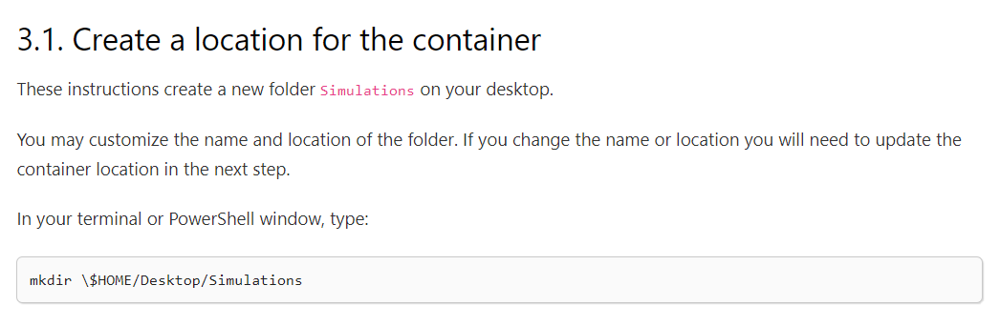 3.1. Create a location for the container
These instructions create a new folder Simulations on your desktop.
You may customize the name and location of the folder. If you change the name or location you will need to update the
container location in the next step.
In your terminal or PowerShell window, type:
mkdir \$HOME/Desktop/Simulations